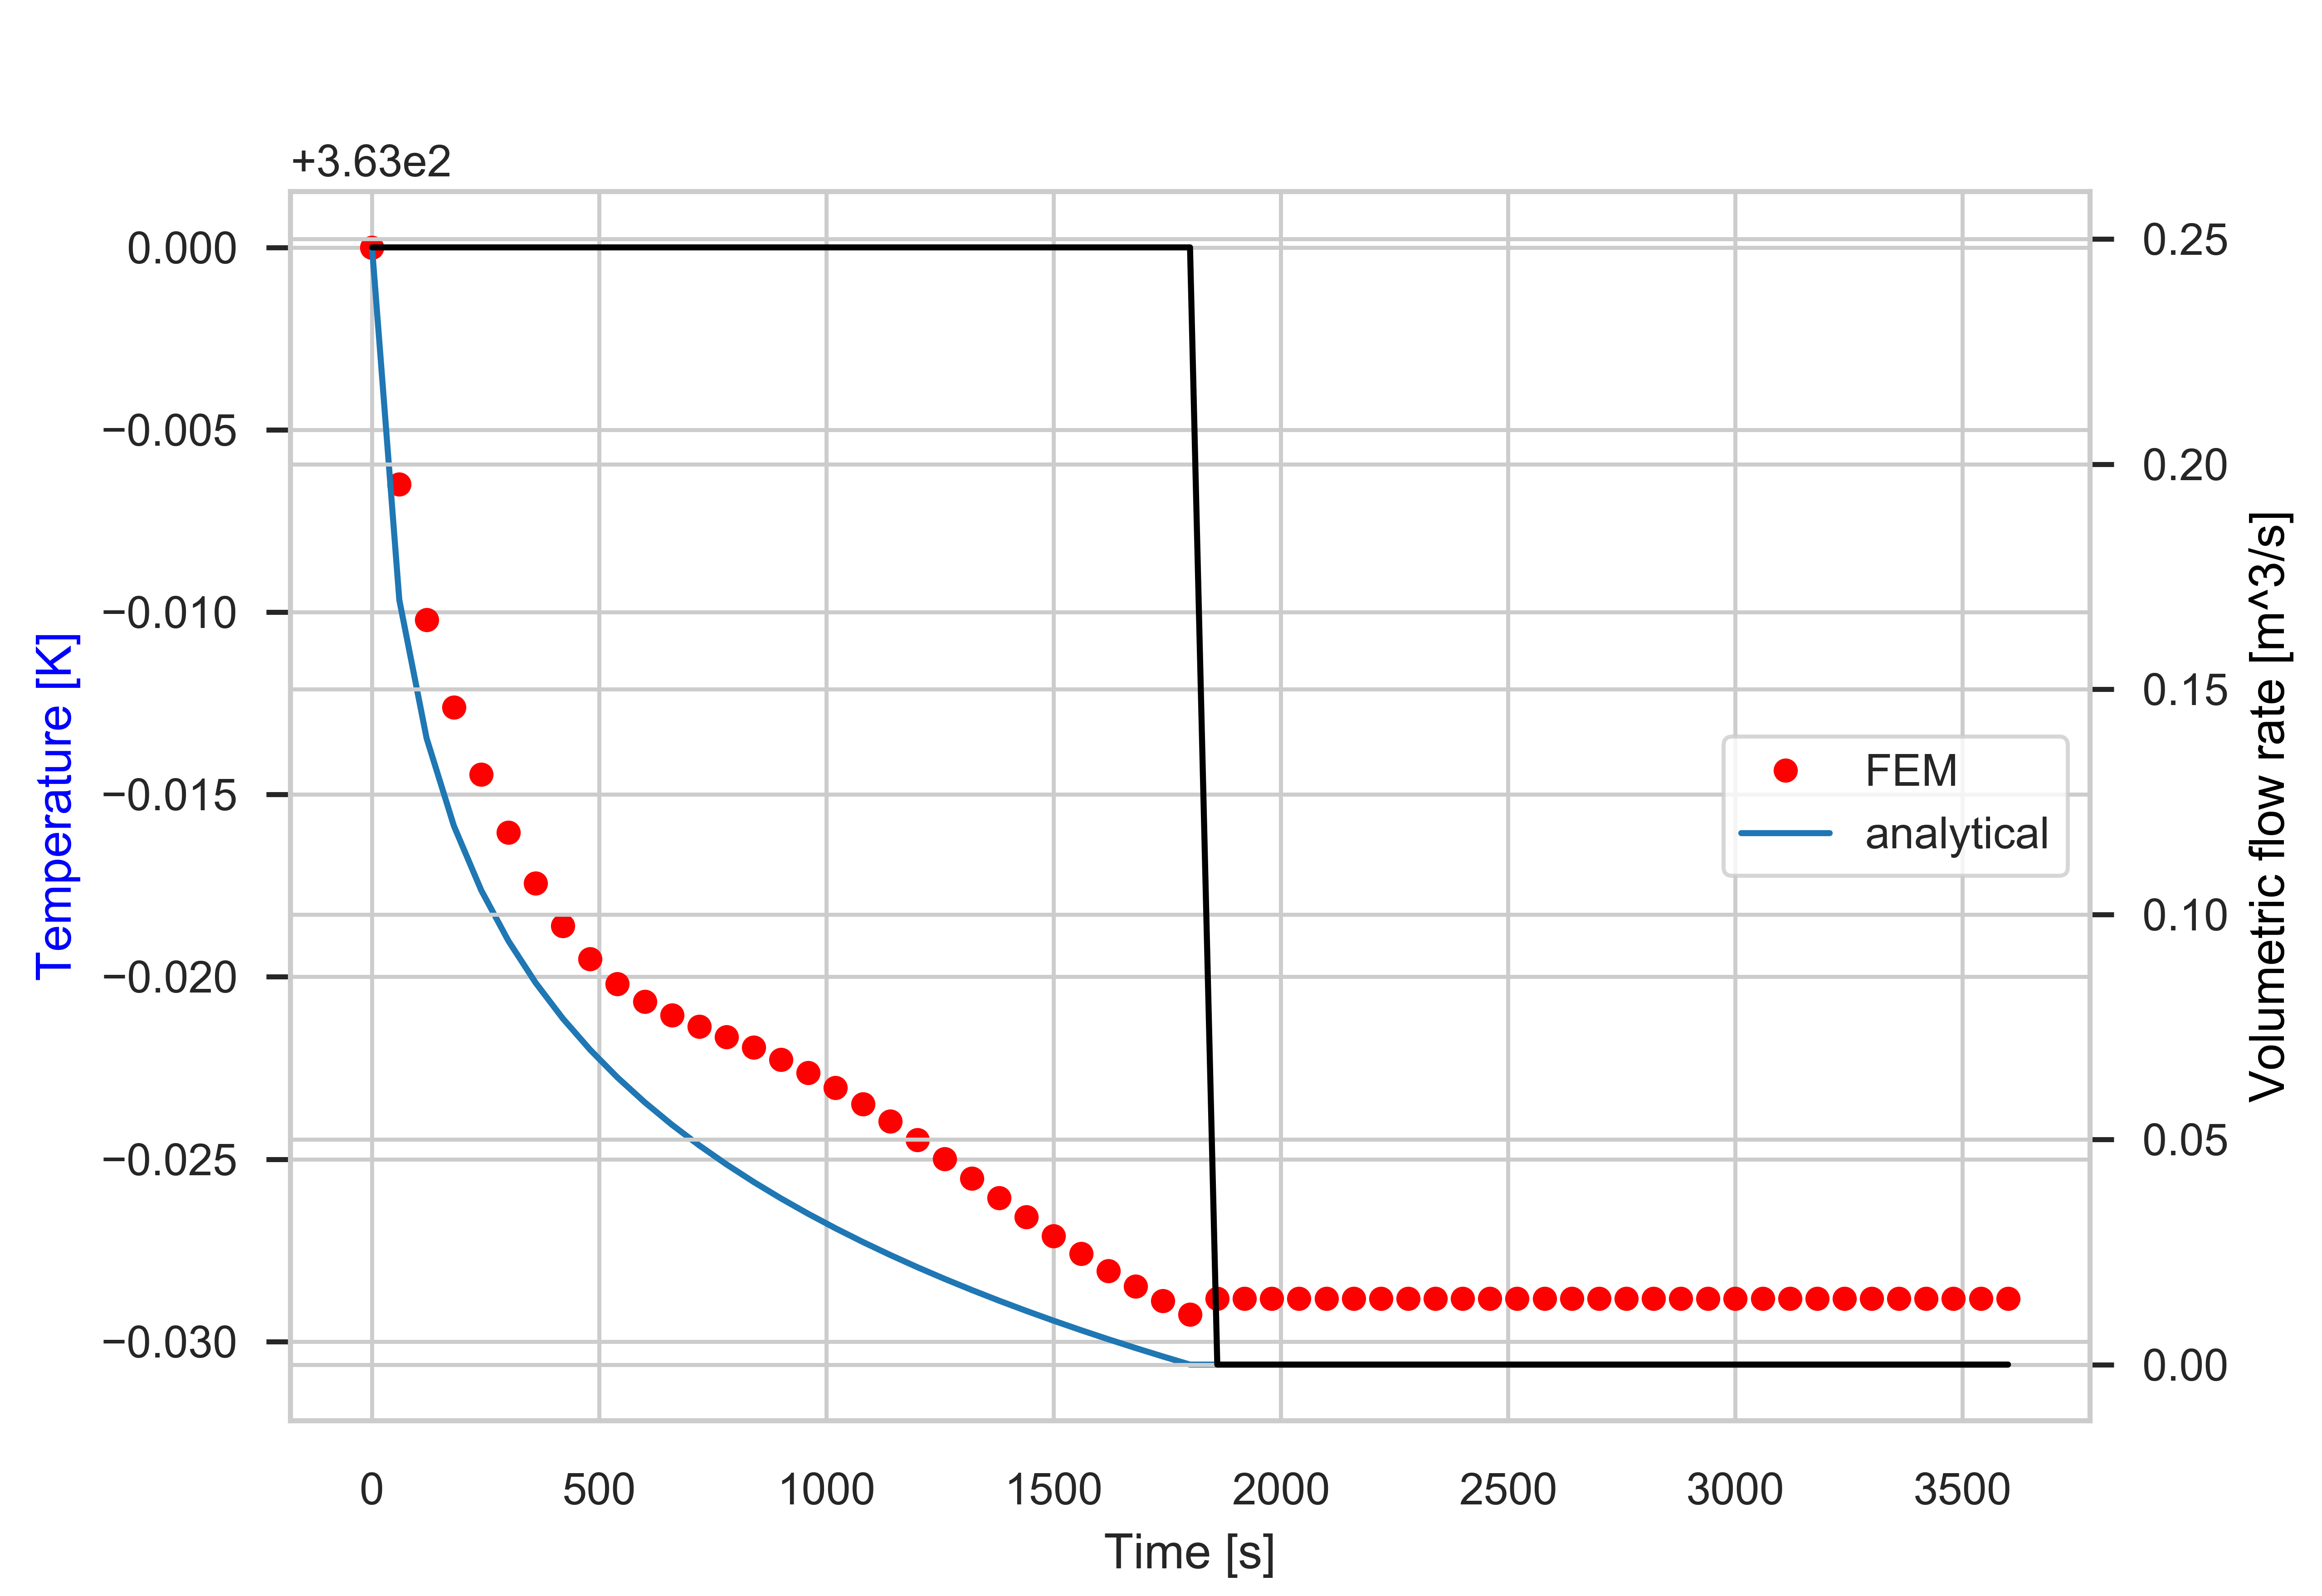 +3.63e2
0.000
−0.005
−0.010
−0.015
−0.020
−0.025
−0.030
Temperature [K]
0.25
0.20
0.15
0.10
0.05
0.00
Volumetric flow rate [m^3/s]
FEM
analytical
0 500 1000 1500 2000 2500 3000 3500
Time [s]